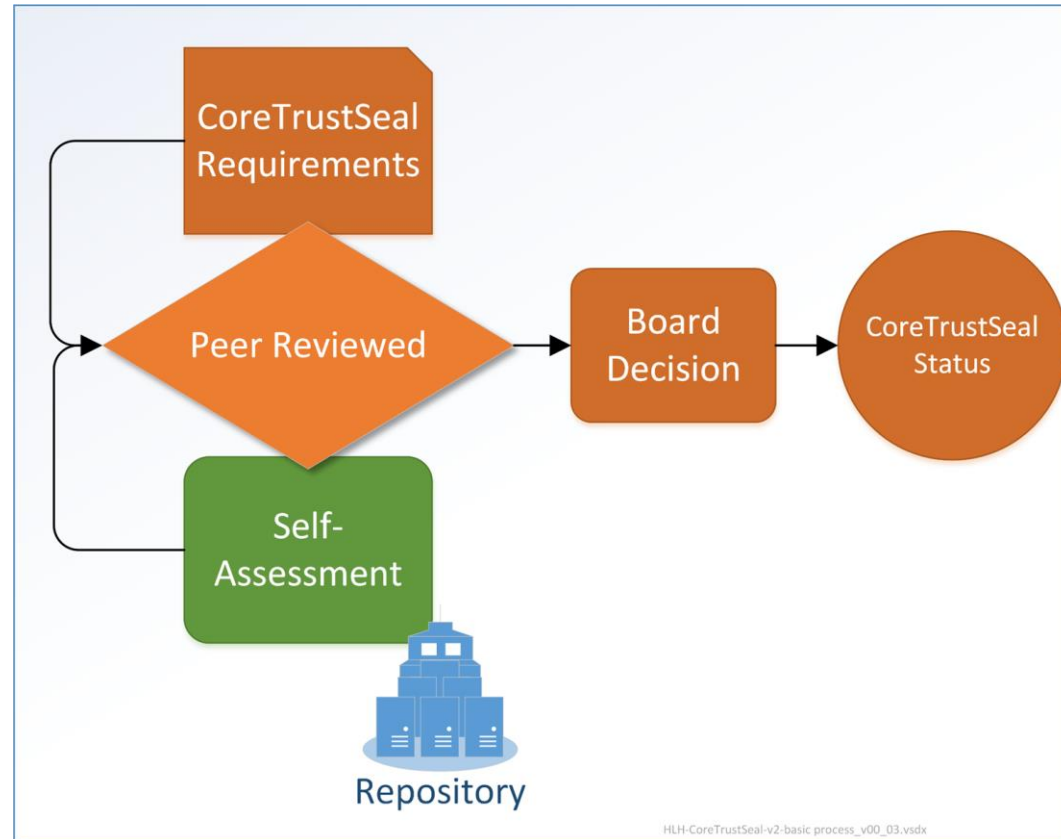 CoreTrustSeal
Requirements
Peer Reviewed
Board
Decision
CoreTrustSeal
Status
Self-
Assessment
Repository
HLH-CoreTrustSeal-v2-basic process_v00_03.vsdx